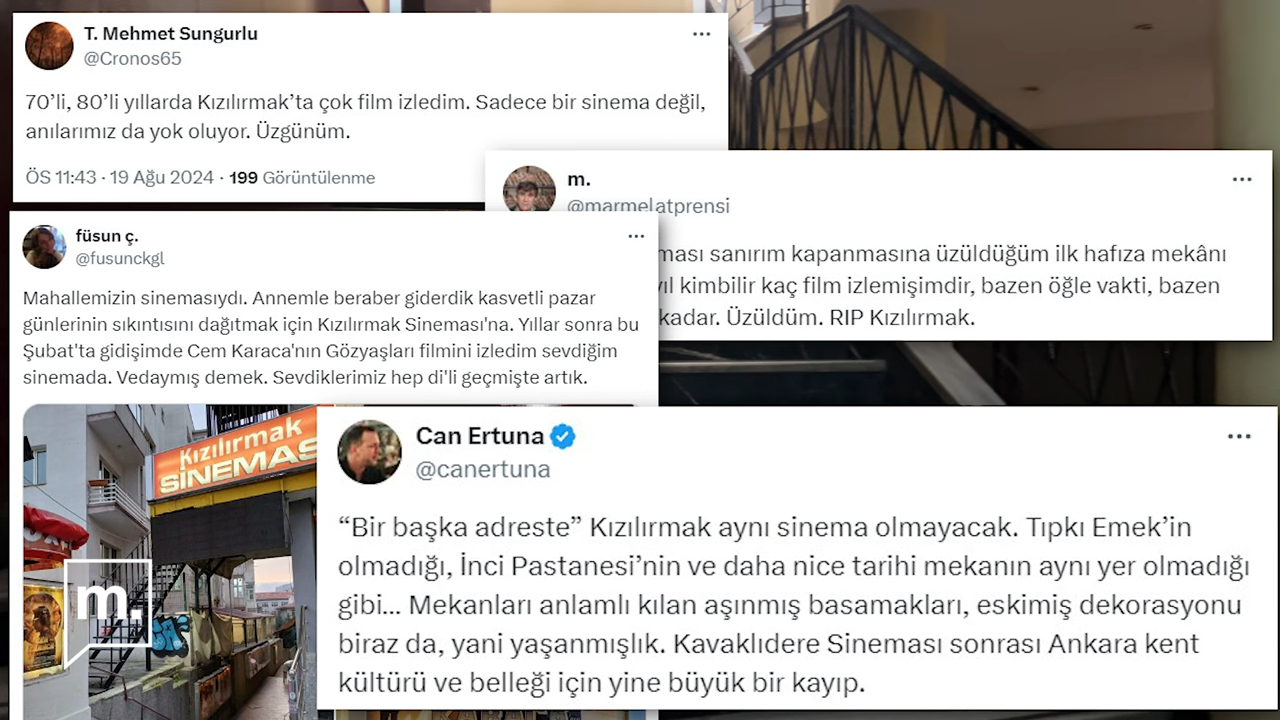 T. Mehmet Sungurlu
@Cronos65
70’li, 80’li yıllarda Kızılırmak’ta çok film izledim. Sadece bir sinema değil,
anılarımız da yok oluyor. Üzgünüm.
ÖS 11:43 · 19 Ağu 2024 · 199 Görüntülenme
m.
@marmelatprensi
ması sanırım kapanmasına üzüldüğüm ilk hafıza mekânı
yıl kimbilir kaç film izlemişimdir, bazen öğle vakti, bazen
kadar. Üzüldüm. RIP Kızılırmak.
füsun ç.
@fusunckgl
Mahallemizin sinemasıydı. Annemle beraber giderdik kasvetli pazar
günlerinin sıkıntısını dağıtmak için Kızılırmak Sineması'na. Yıllar sonra bu
Şubat'ta gidişimde Cem Karaca'nın Gözyaşları filmini izledim sevdiğim
sinemada. Vedaymış demek. Sevdiklerimiz hep di'li geçmişte artık.
Kızılırmak
SİNEMAS
m.
Can Ertuna
@canertuna
“Bir başka adreste” Kızılırmak aynı sinema olmayacak. Tıpkı Emek’in
olmadığı, İnci Pastanesi’nin ve daha nice tarihi mekanın aynı yer olmadığı
gibi... Mekanları anlamlı kılan aşınmış basamakları, eskimiş dekorasyonu
biraz da, yani yaşanmışlık. Kavaklıdere Sineması sonrası Ankara kent
kültürü ve belleği için yine büyük bir kayıp.